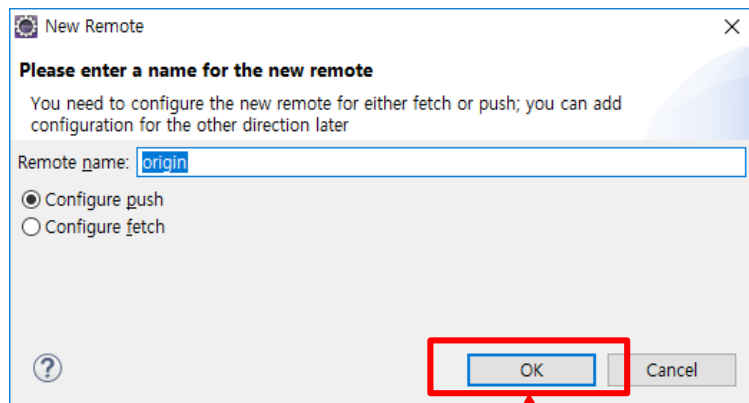 New Remote
Please enter a name for the new remote
You need to configure the new remote for either fetch or push; you can add
configuration for the other direction later
Remote name: origin
Configure push
Configure fetch
?
OK
Cancel